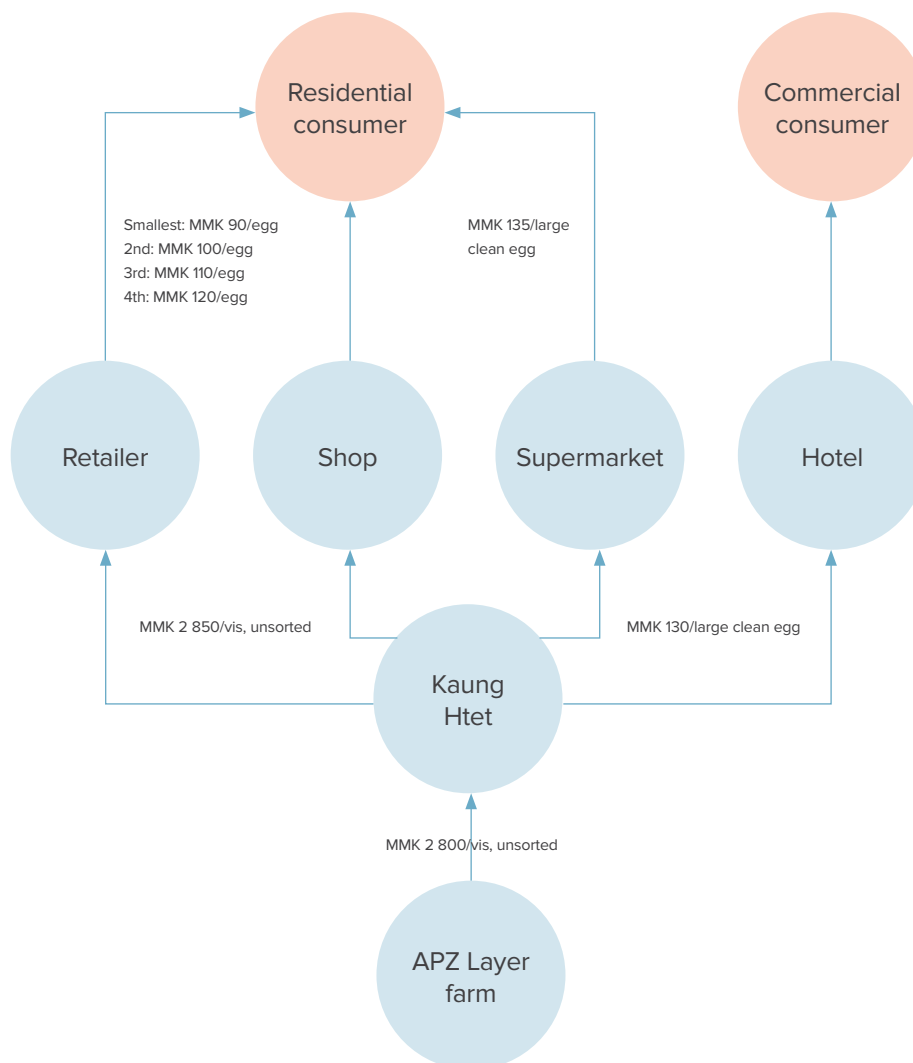 Residential
consumer
Commercial
consumer
Smallest: MMK 90/egg
2nd: MMK 100/egg
3rd: MMK 110/egg
4th: MMK 120/egg
MMK 135/large
clean egg
Retailer
Shop
Supermarket
Hotel
MMK 2 850/vis, unsorted
MMK 130/large clean egg
Kaung
Htet
MMK 2 800/vis, unsorted
APZ Layer
farm